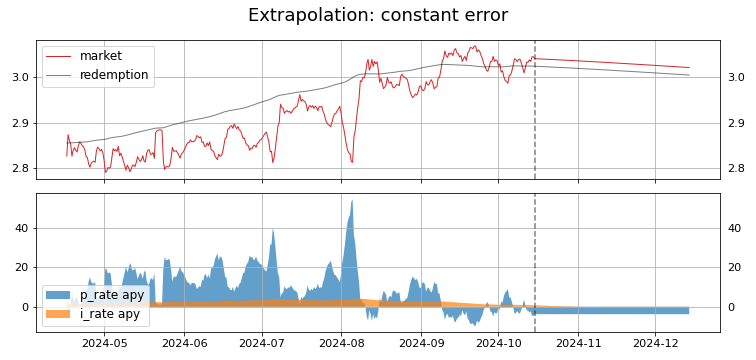 Extrapolation: constant error
market
redemption
3.0 3.0
2.9 2.9
2.8 2.8
40 40
20 20
0 0
p_rate apy
i_rate apy
2024-05 2024-06 2024-07 2024-08 2024-09 2024-10 2024-11 2024-12